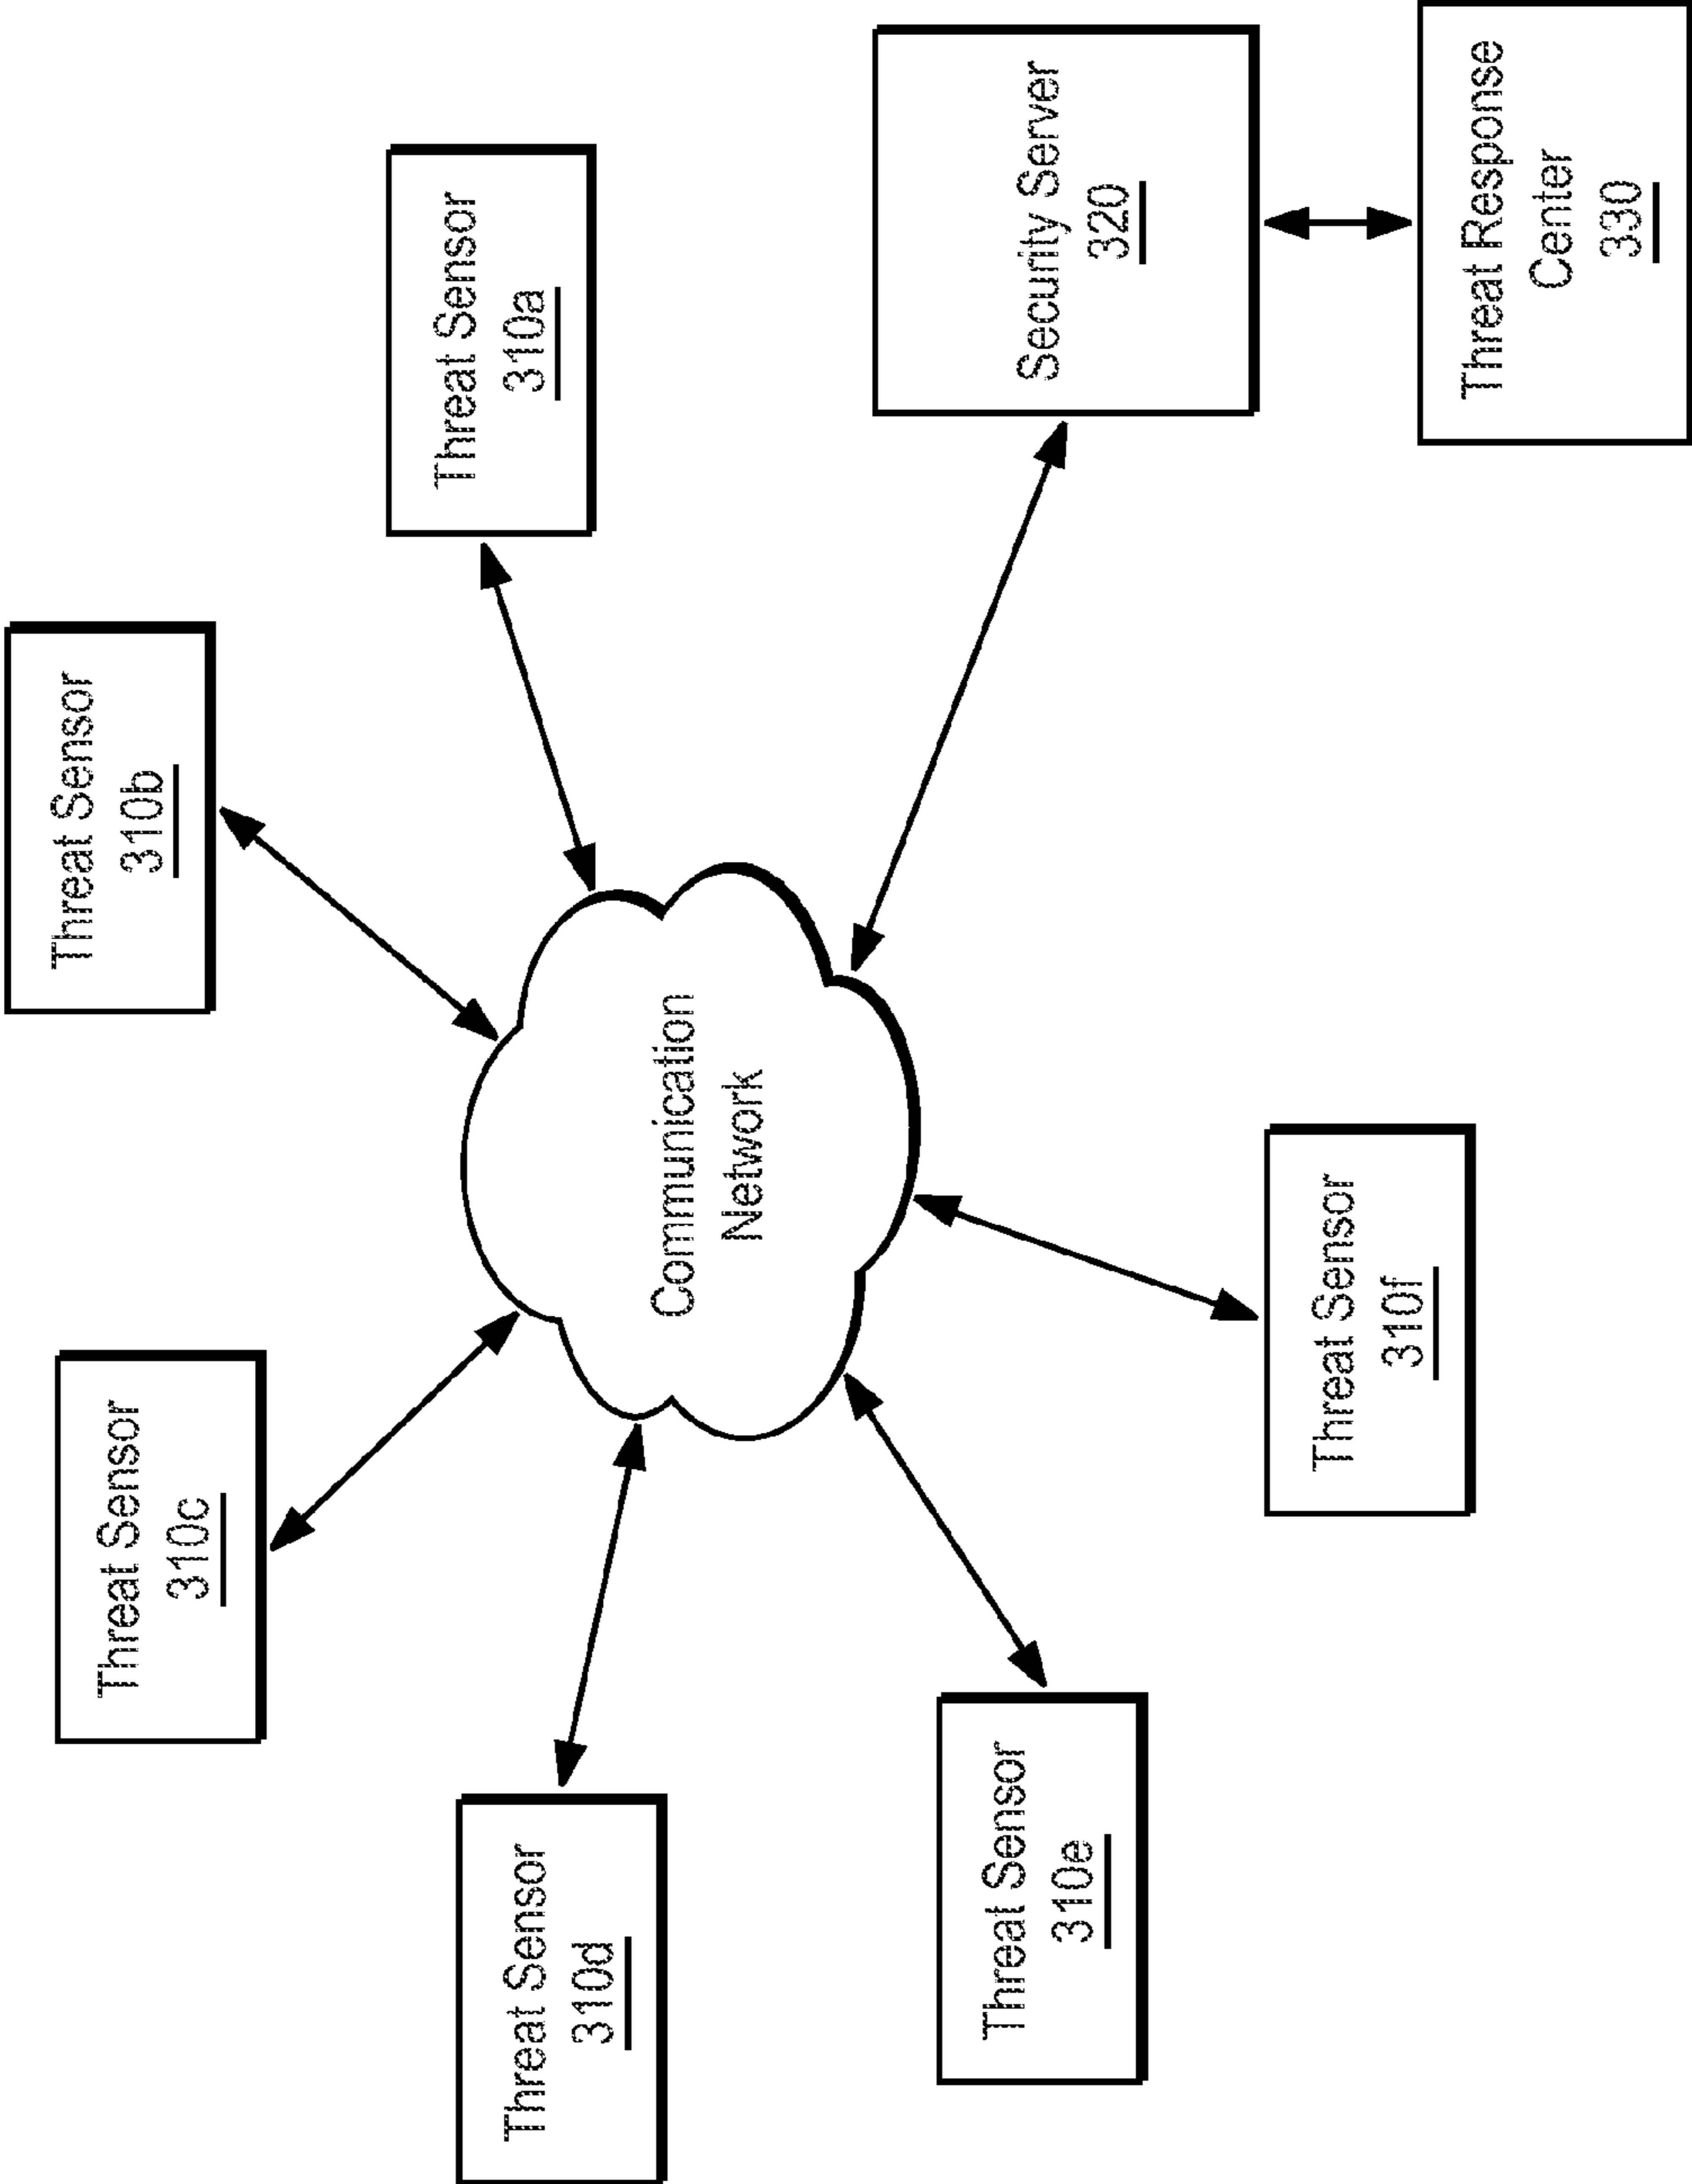 Threat Sensor
310c
Threat Sensor
310b
Threat Sensor
310d
Threat Sensor
310a
Communication
Network
Threat Sensor
310e
Security Server
320
Threat Sensor
310f
Threat Response
Center
330